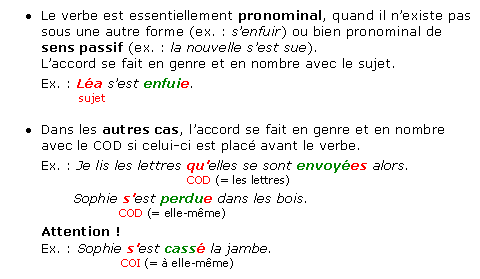 • Le verbe est essentiellement pronominal, quand il n'existe pas
sous une autre forme (ex. : s'enfuir) ou bien pronominal de
sens passif (ex. : la nouvelle s'est sue).
L'accord se fait en genre et en nombre avec le sujet.
Ex. : Léa s'est enfuie.
sujet
• Dans les autres cas, l'accord se fait en genre et en nombre
avec le COD si celui-ci est placé avant le verbe.
Ex. : Je lis les lettres qu'elles se sont envoyées alors.
COD (= les lettres)
Sophie s'est perdue dans les bois.
COD (= elle-même)
Attention !
Ex. : Sophie s'est cassé la jambe.
COI (= à elle-même)